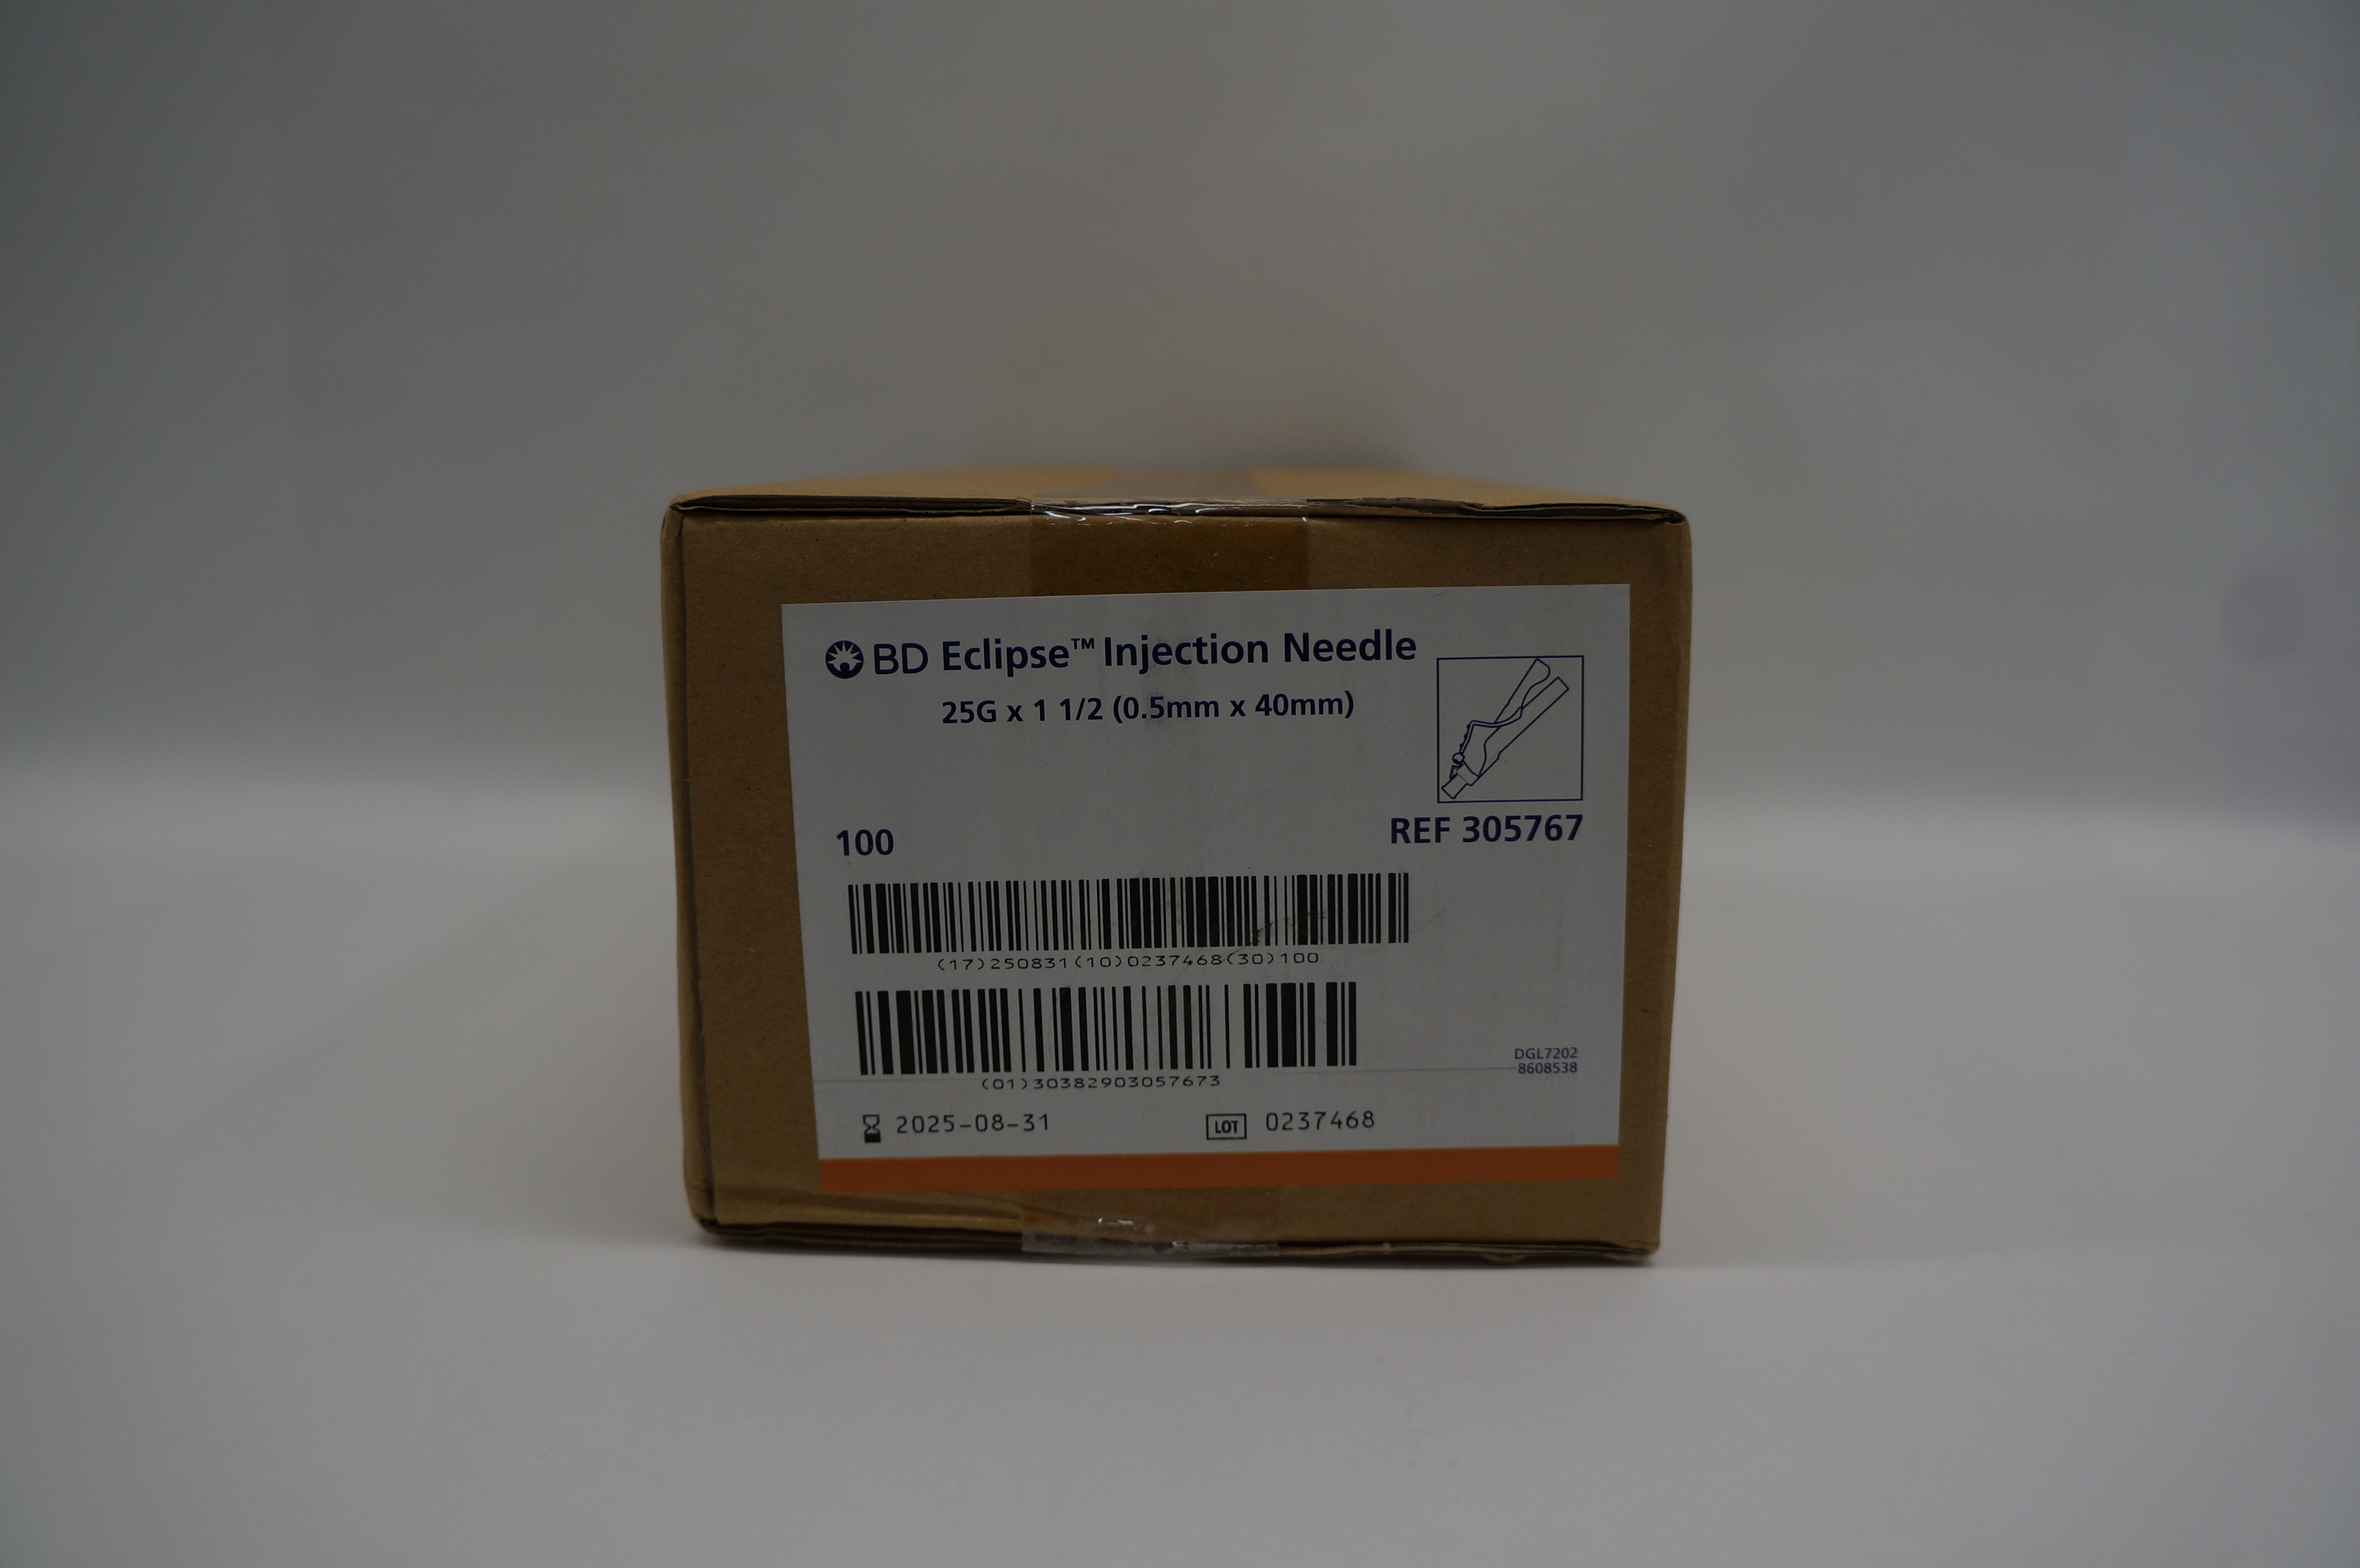 BD Eclipse™ Injection Needle
25G x 1 1/2 (0.5mm x 40mm)
100
REF 305767
(17)250831(10)0237468(30)100
(01)30382903057673
DGL7202
8608538
2025-08-31
LOT 0237468